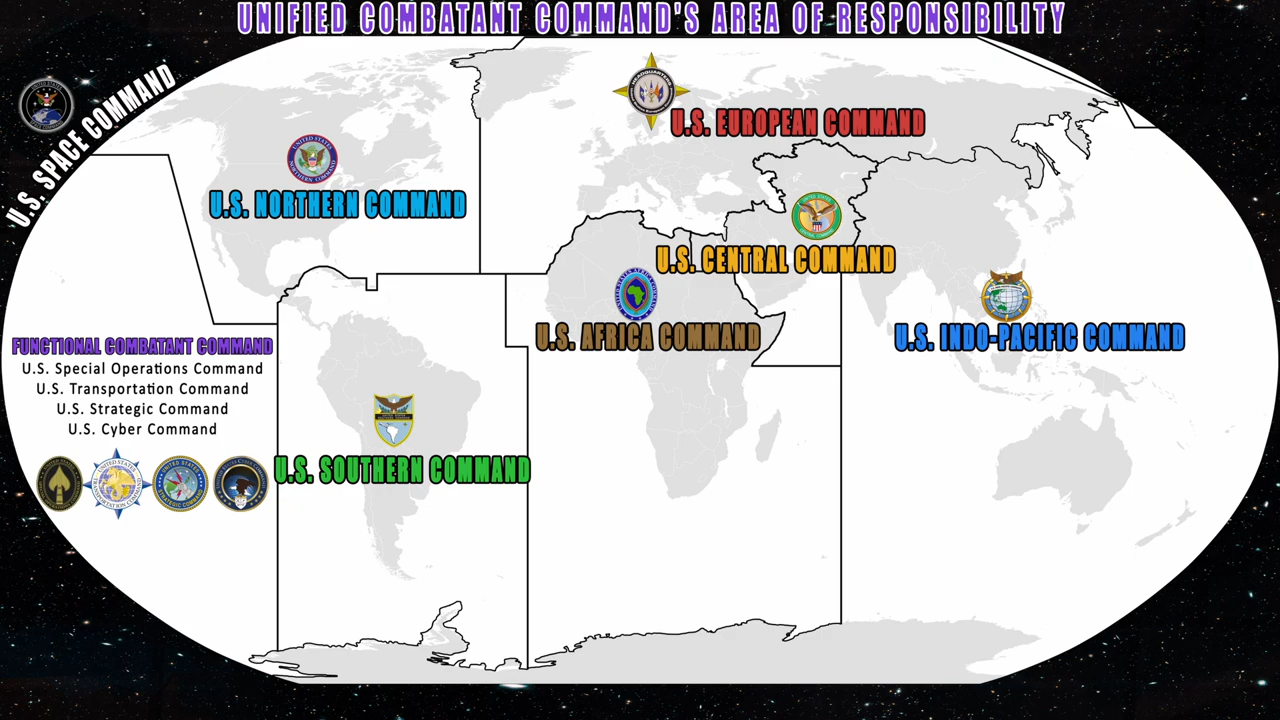 UNIFIED COMBATANT COMMAND'S AREA OF RESPONSIBILITY
U.S. SPACE COMMAND
U.S. EUROPEAN COMMAND
U.S. NORTHERN COMMAND
U.S. CENTRAL COMMAND
U.S. AFRICA COMMAND
U.S. INDO-PACIFIC COMMAND
FUNCTIONAL COMBATANT COMMAND
U.S. Special Operations Command
U.S. Transportation Command
U.S. Strategic Command
U.S. Cyber Command
U.S. SOUTHERN COMMAND